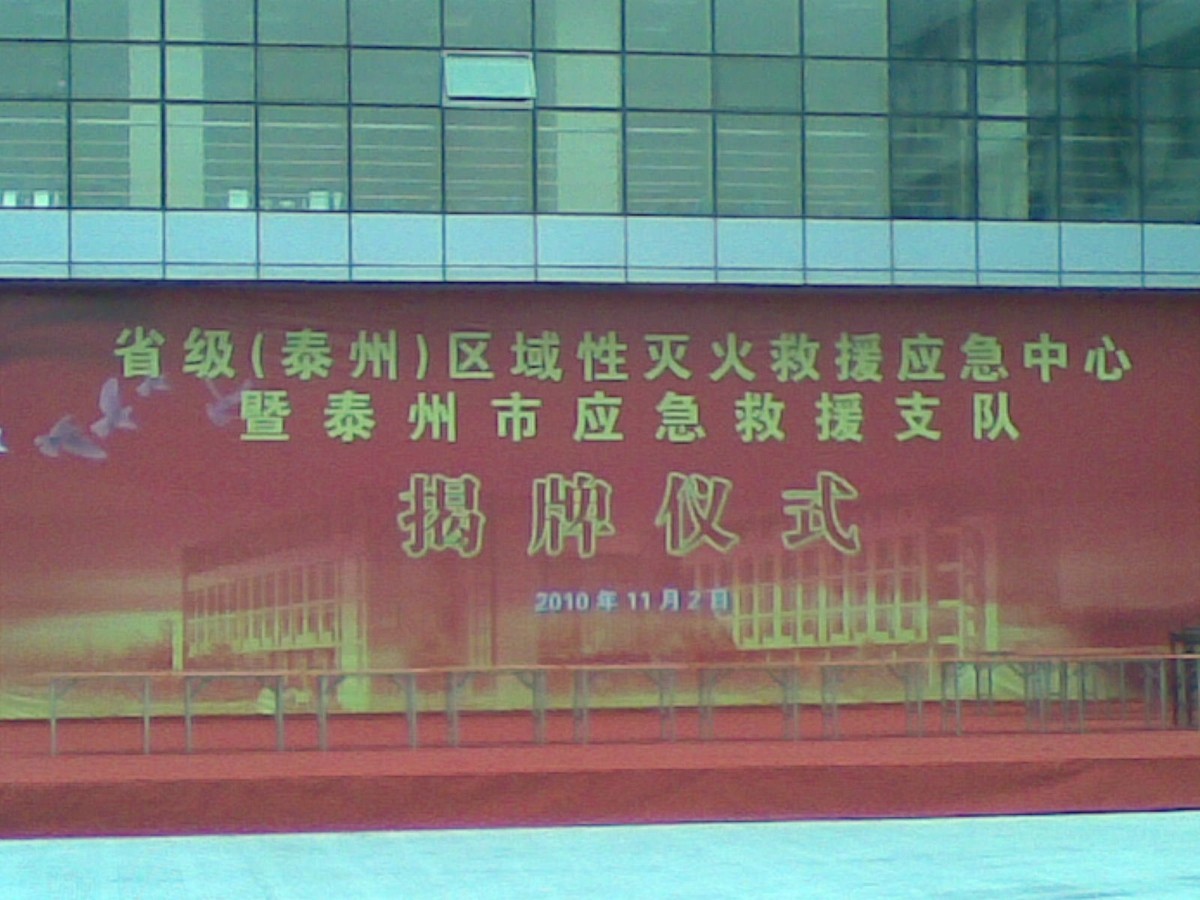 省级(泰州)区域性灭火救援应急中心
暨泰州市应急救援支队
揭牌仪式
2010年11月2日